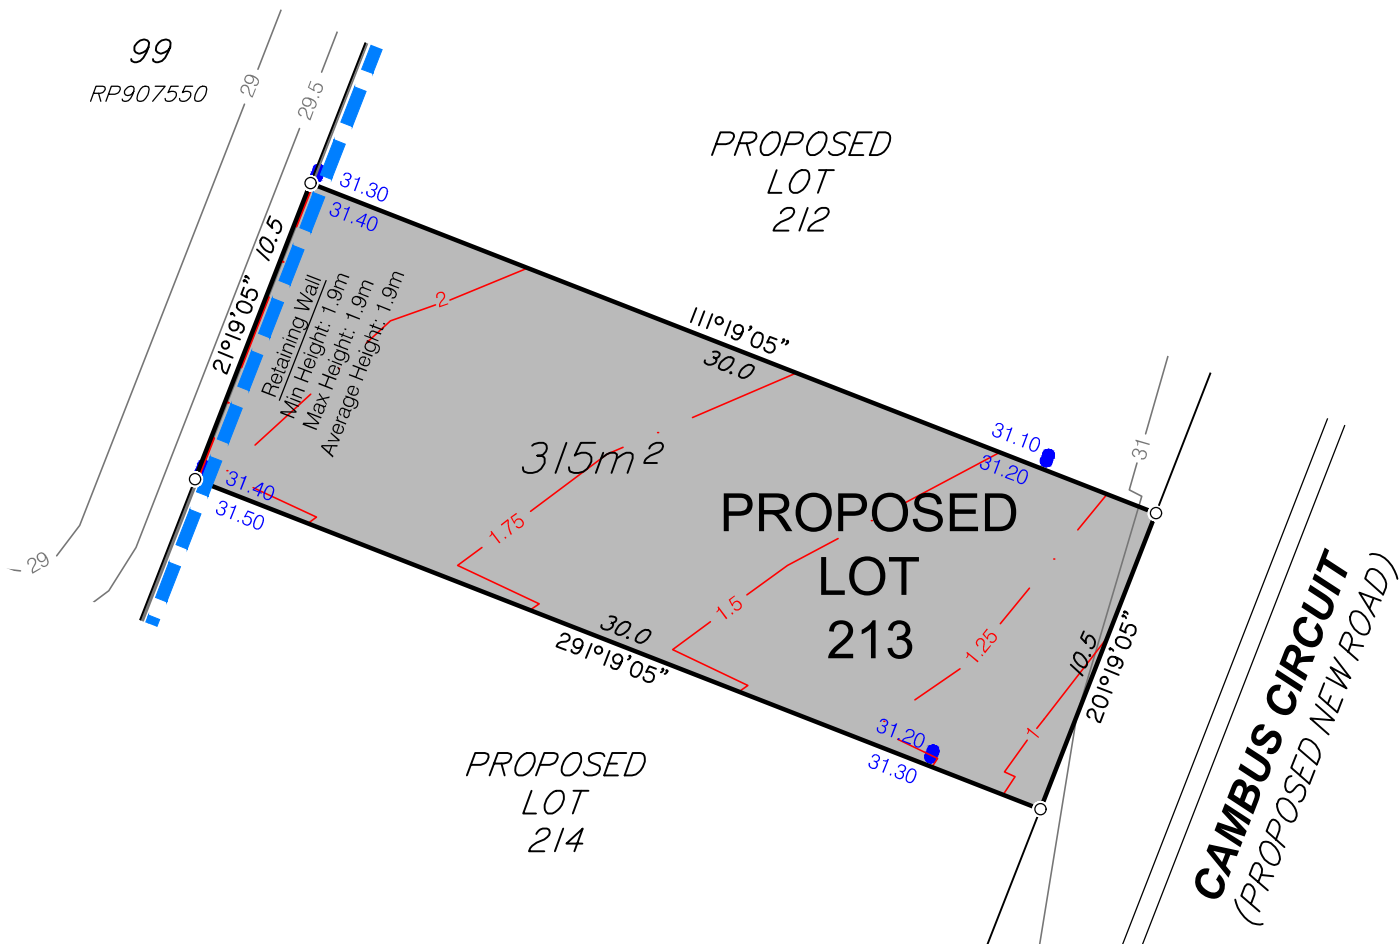 99
RP907550
29
29.5
PROPOSED
LOT
212
31.30
31.40
10.5
21°19'05"
Retaining Wall
Min Height: 1.9m
Max Height: 1.9m
Average Height: 1.9m
2
111°19'05"
30.0
315m²
31.10
31.20
31
PROPOSED
LOT
213
31.40
31.50
1.75
1.5
1.25
1
29
30.0
291°19'05"
10.5
201°19'05"
31.20
31.30
PROPOSED
LOT
214
CAMBUS CIRCUIT
(PROPOSED NEW ROAD)